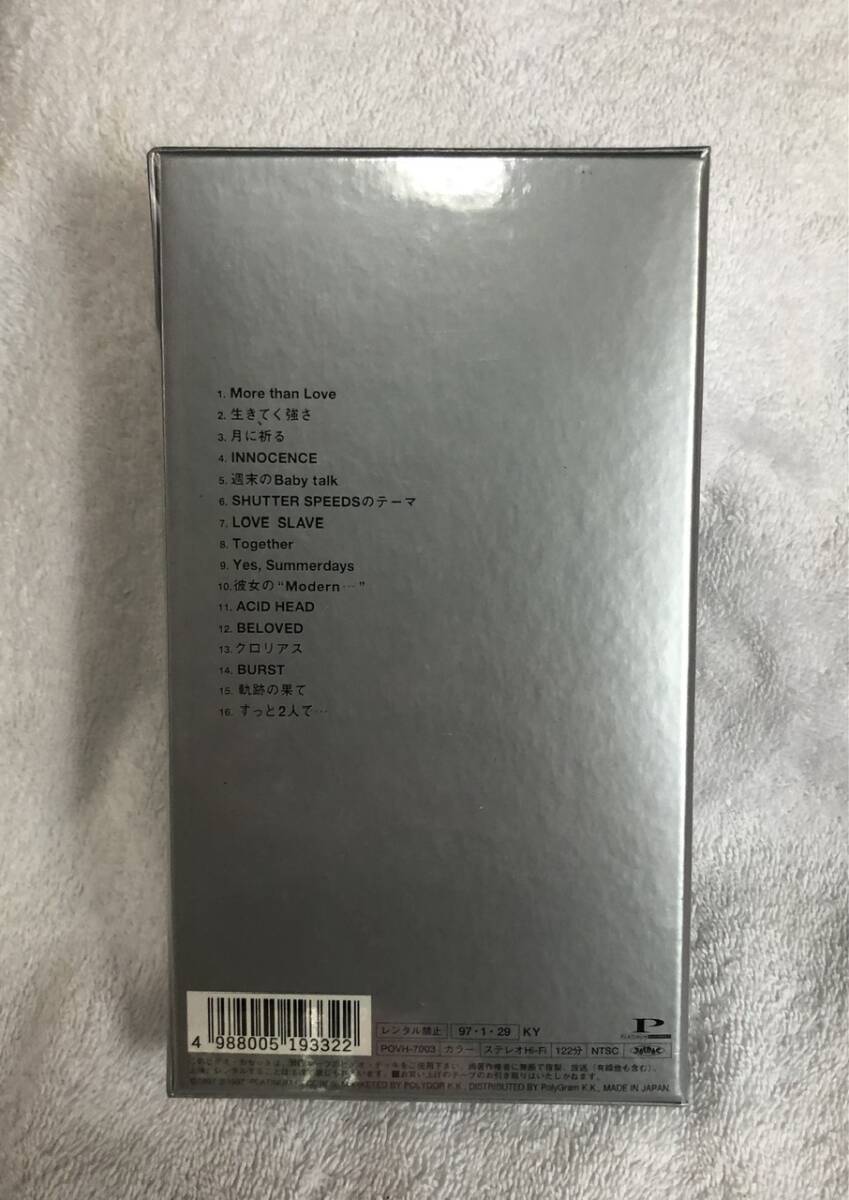 1. More than Love
2. 生きてく強さ
3. 月に祈る
4. INNOCENCE
5. 週末のBaby talk
6. SHUTTER SPEEDSのテーマ
7. LOVE SLAVE
8. Together
9. Yes, Summerdays
10. 彼女の“Modern…”
11. ACID HEAD
12. BELOVED
13. クロリアス
14. BURST
15. 軌跡の果て
16. すっと2人で…
P
PLATINUM
レンタル禁止 97・1・29 KY
POVH-7003 カラー ステレオHi-Fi 122分 NTSC
4 988005 193322
MARKETED BY POLYDOR K.K. DISTRIBUTED BY PolyGram K.K., MADE IN JAPAN.